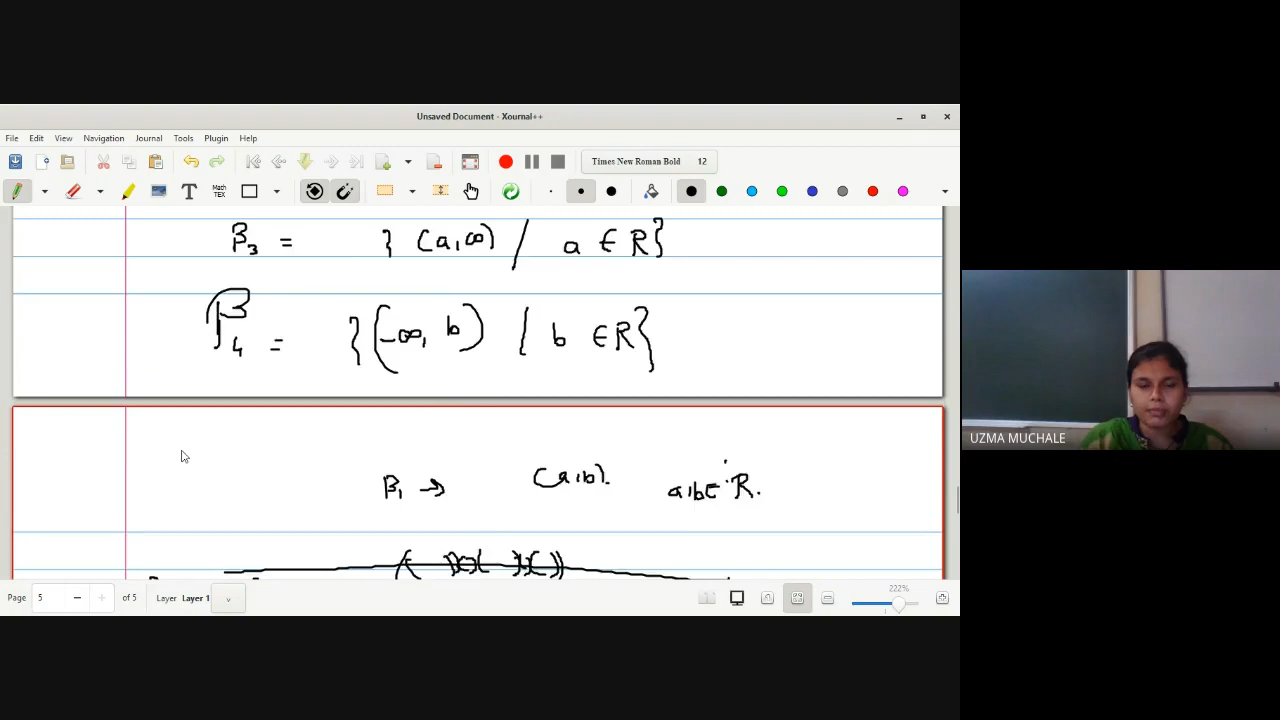 Unsaved Document - Xournal++
File Edit View Navigation Journal Tools Plugin Help
Times New Roman Bold 12
β₃ = { (a, ∞) / a ∈ R}
β₄ = {(-∞, b) / b ∈ R}
β₁ → (a, b). a, b ∈ R.
Page 5 of 5 Layer Layer 1 222%
UZMA MUCHALE